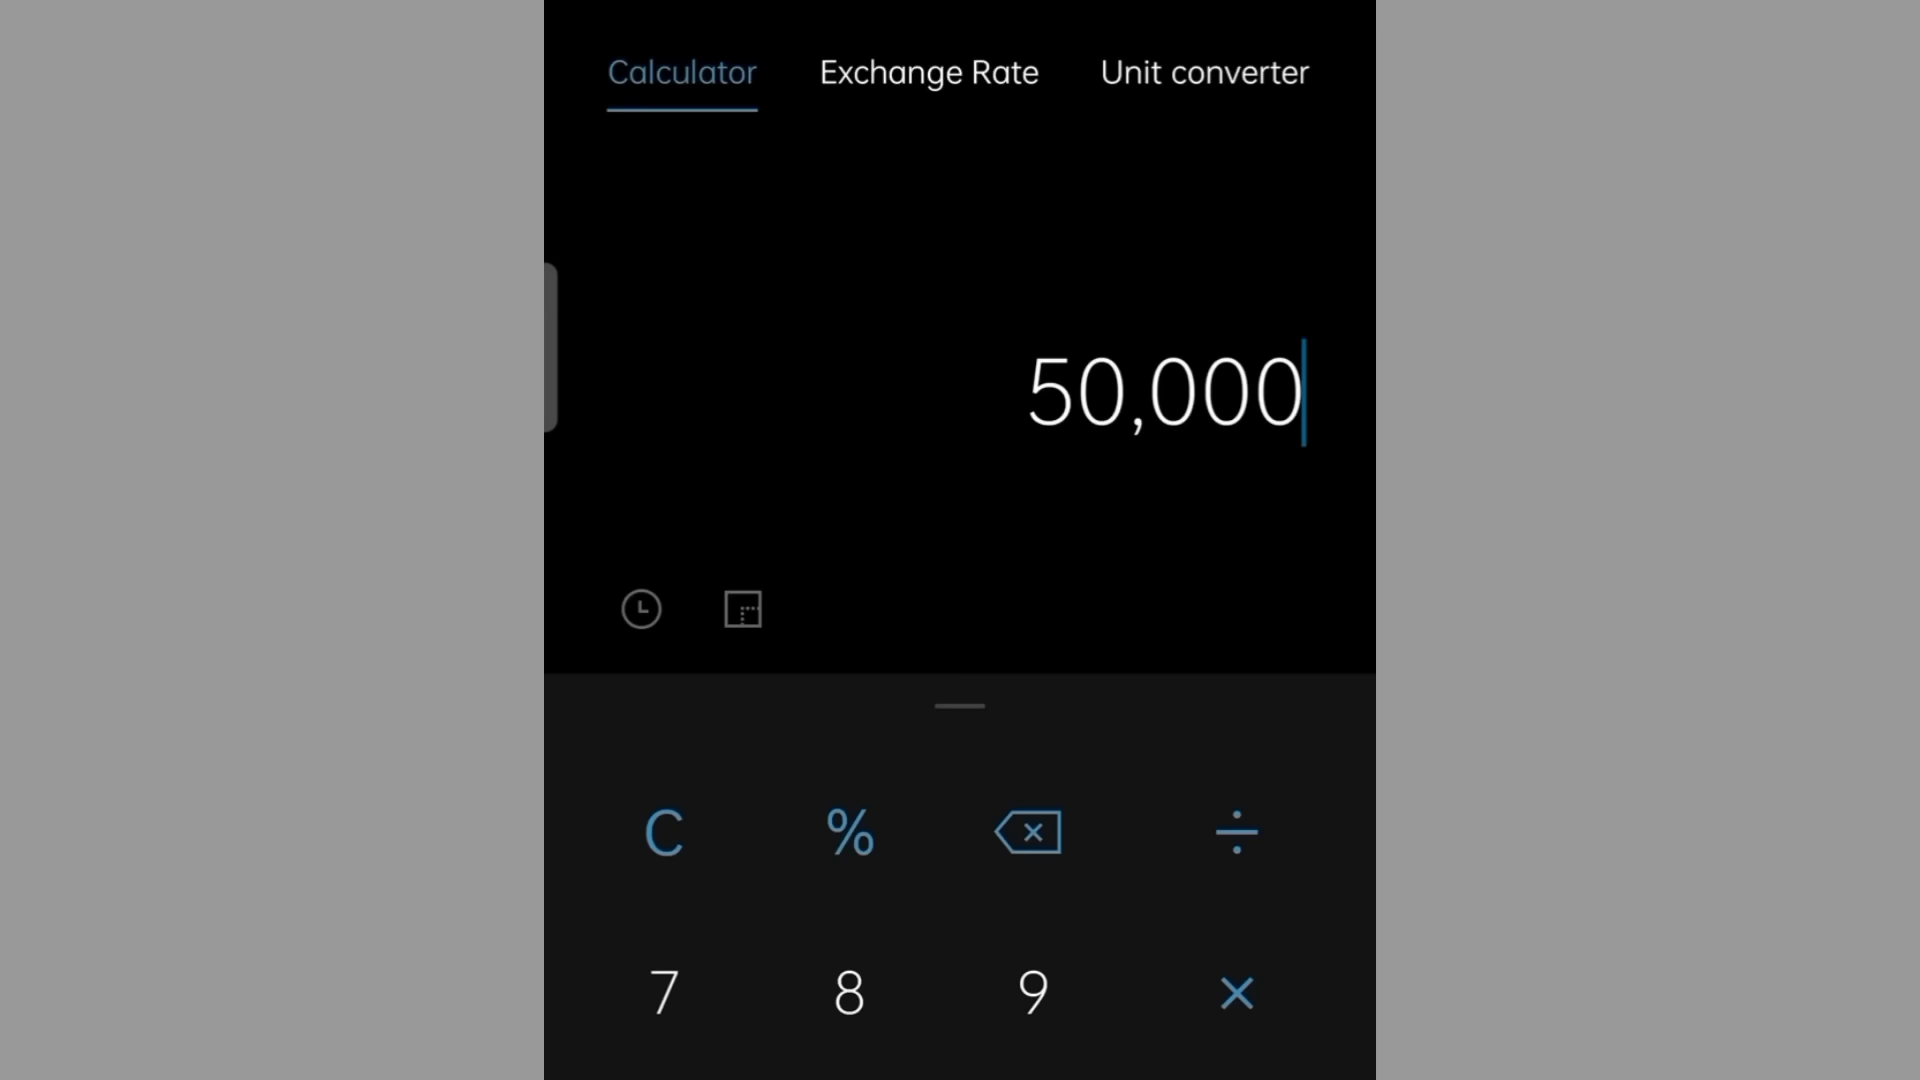 Calculator Exchange Rate Unit converter
50,000
C % ÷
7 8 9 ×